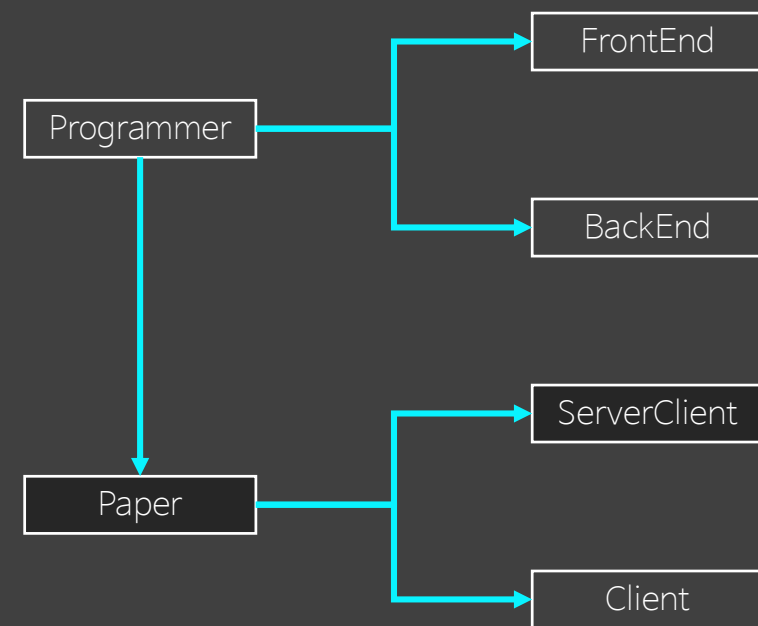 FrontEnd
Programmer
BackEnd
ServerClient
Paper
Client